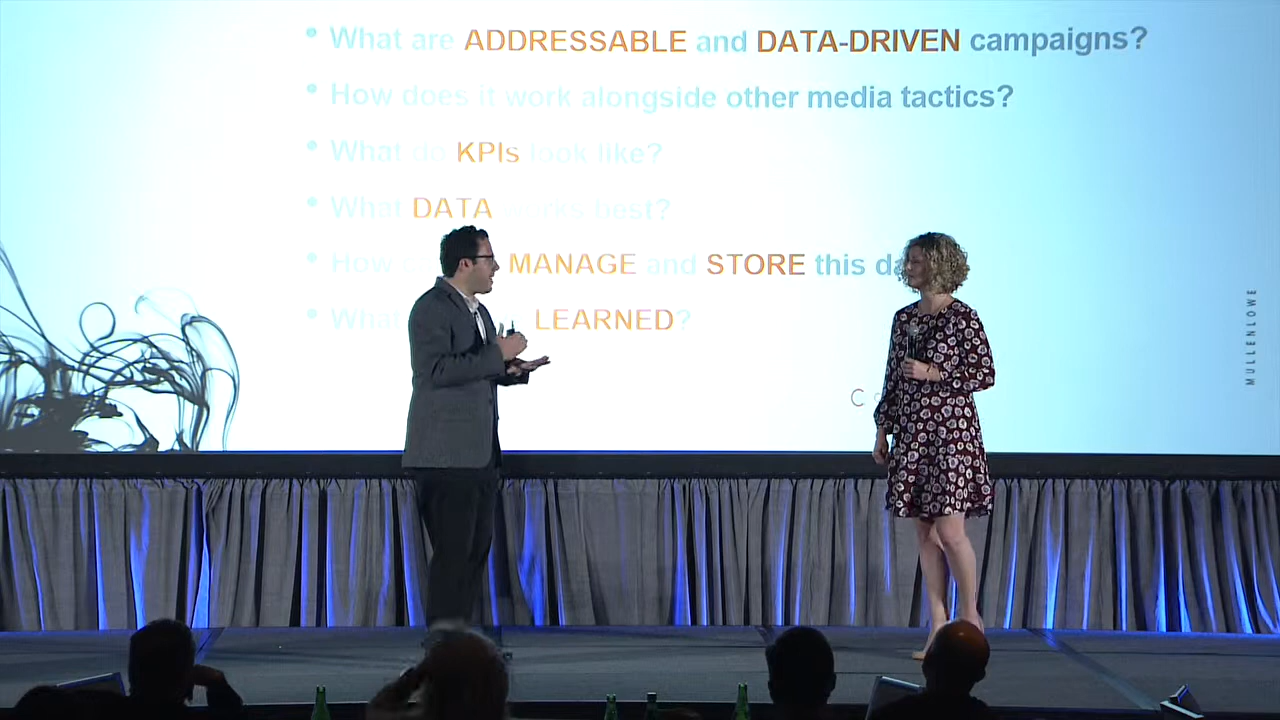 • What are ADDRESSABLE and DATA-DRIVEN campaigns?
• How does it work alongside other media tactics?
• What do KPIs look like?
• What DATA works best?
• How MANAGE and STORE this
• What LEARNED?
MULLENLOWE